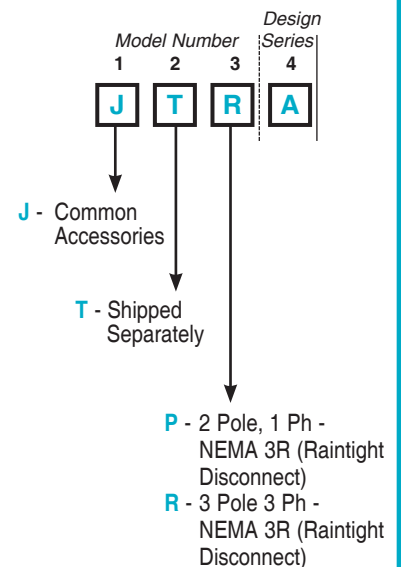 Design
Model Number Series
1 2 3 4
J T R A
J - Common
Accessories
T - Shipped
Separately
P - 2 Pole, 1 Ph -
NEMA 3R (Raintight
Disconnect)
R - 3 Pole 3 Ph -
NEMA 3R (Raintight
Disconnect)